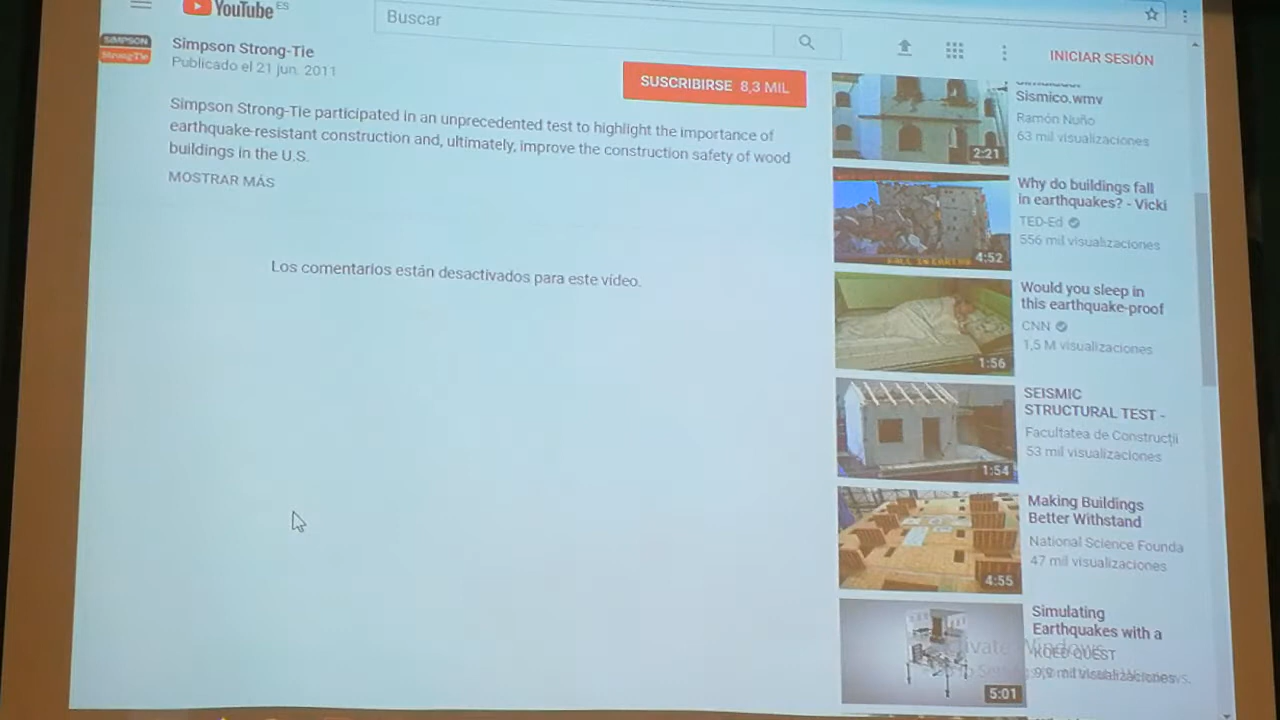 YouTube ES
Buscar
INICIAR SESIÓN
SIMPSON
StrongTie
Simpson Strong-Tie
Publicado el 21 jun. 2011
SUSCRIBIRSE 8,3 MIL
Simpson Strong-Tie participated in an unprecedented test to highlight the importance of
earthquake-resistant construction and, ultimately, improve the construction safety of wood
buildings in the U.S.
MOSTRAR MÁS
Los comentarios están desactivados para este vídeo.
Sismico.wmv
Ramón Nuño
63 mil visualizaciones
2:21
Why do buildings fall
in earthquakes? - Vicki
TED-Ed
556 mil visualizaciones
4:52
Would you sleep in
this earthquake-proof
CNN
1,5 M visualizaciones
1:56
SEISMIC
STRUCTURAL TEST -
Facultatea de Construcții
53 mil visualizaciones
1:54
Making Buildings
Better Withstand
National Science Founda
47 mil visualizaciones
4:55
Simulating
Earthquakes with a
KQED QUEST
9,9 mil visualizaciones
5:01